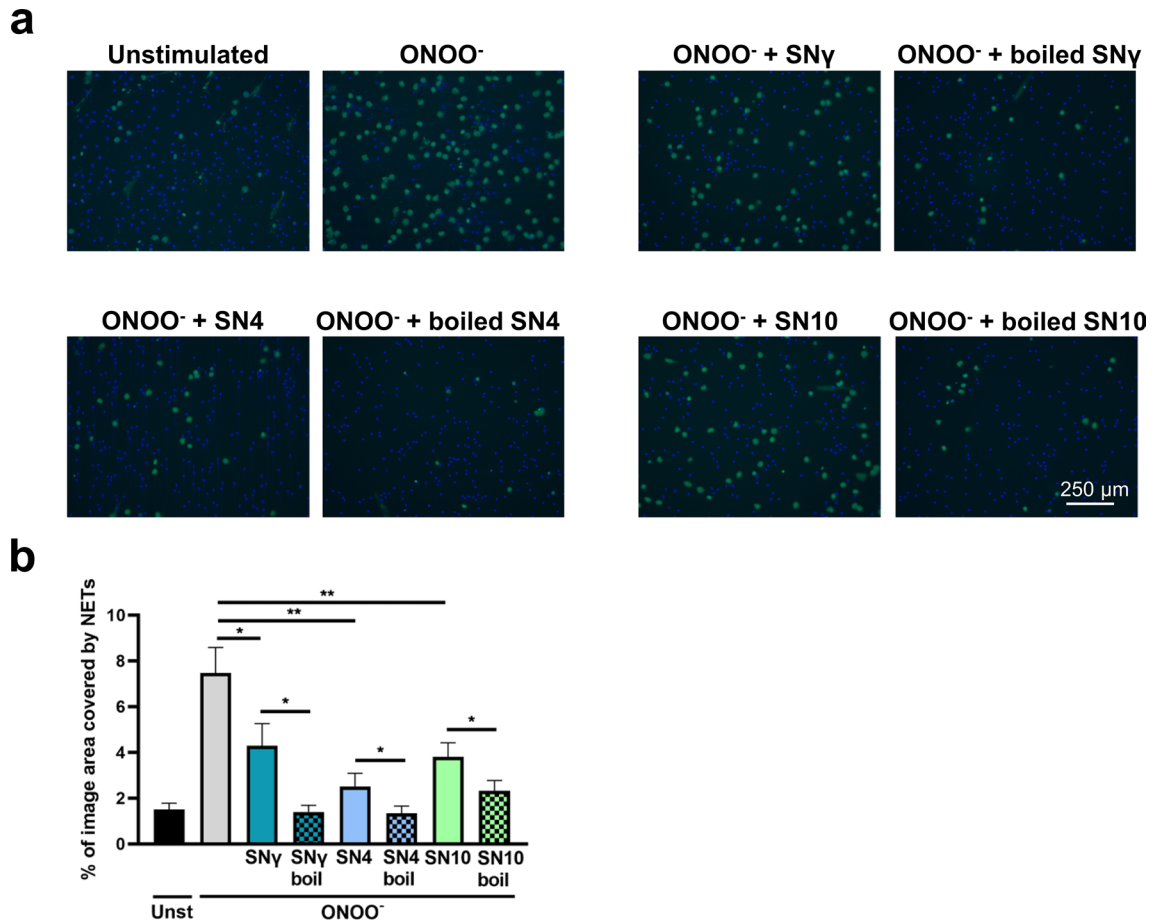 a
Unstimulated
ONOO⁻
ONOO⁻ + SNγ
ONOO⁻ + boiled SNγ
ONOO⁻ + SN4
ONOO⁻ + boiled SN4
ONOO⁻ + SN10
ONOO⁻ + boiled SN10
250 µm
b
% of image area covered by NETs
10
8
6
4
2
0
**
**
*
*
*
*
SNγ
SNγ boil
SN4
SN4 boil
SN10
SN10 boil
Unst
ONOO⁻